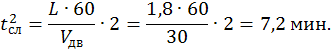 t²сл = (L · 60)/Vдв · 2 = (1,8 · 60)/30 · 2 = 7,2 мин.